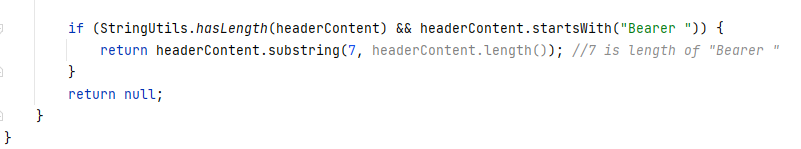 if (StringUtils.hasLength(headerContent) && headerContent.startsWith("Bearer ")) {
return headerContent.substring(7, headerContent.length()); //7 is length of "Bearer "
}
return null;
}
}